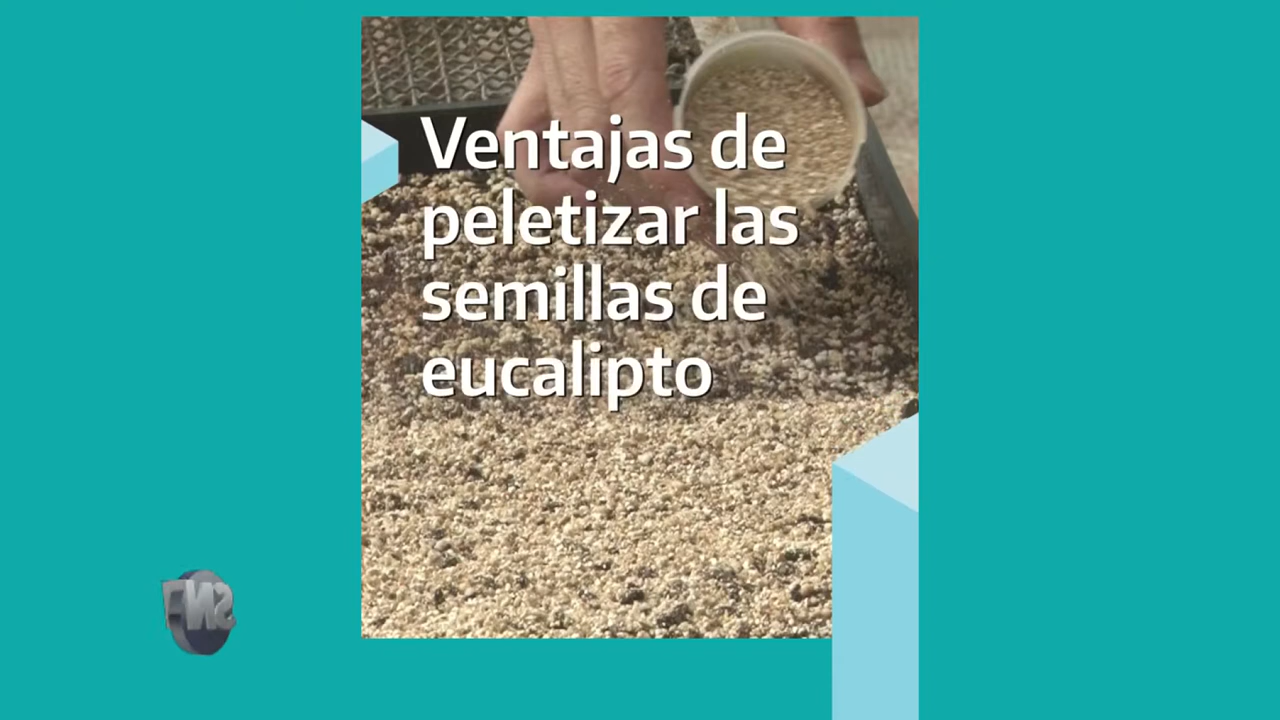 Ventajas de
peletizar las
semillas de
eucalipto